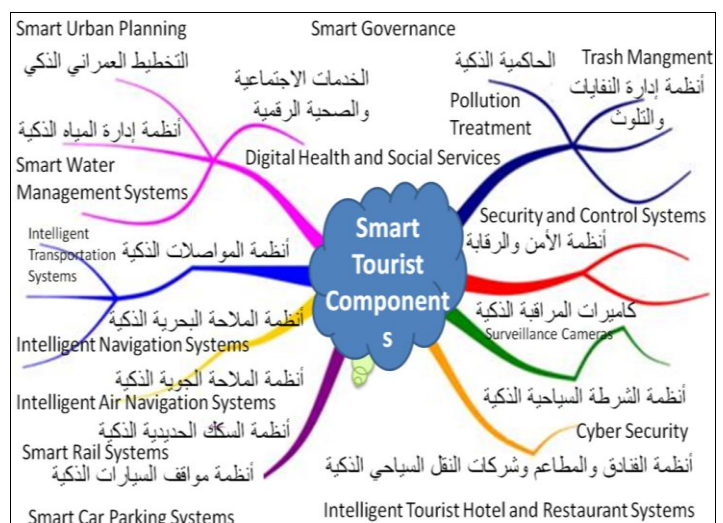 Smart Urban Planning
التخطيط العمراني الذكي
Smart Governance
الحاكمية الذكية
Trash Mangment
أنظمة إدارة النفايات
والتلوث
Pollution
Treatment
الخدمات الاجتماعية
والصحية الرقمية
Digital Health and Social Services
أنظمة إدارة المياه الذكية
Smart Water
Management Systems
Smart
Tourist
Component
s
Security and Control Systems
أنظمة الأمن والرقابة
Intelligent
Transportation
Systems
أنظمة المواصلات الذكية
كاميرات المراقبة الذكية
Surveillance Cameras
أنظمة الملاحة البحرية الذكية
Intelligent Navigation Systems
أنظمة الملاحة الجوية الذكية
Intelligent Air Navigation Systems
أنظمة الشرطة السياحية الذكية
Cyber Security
أنظمة السكك الحديدية الذكية
Smart Rail Systems
أنظمة مواقف السيارات الذكية
Smart Car Parking Systems
أنظمة الفنادق والمطاعم وشركات النقل السياحي الذكية
Intelligent Tourist Hotel and Restaurant Systems